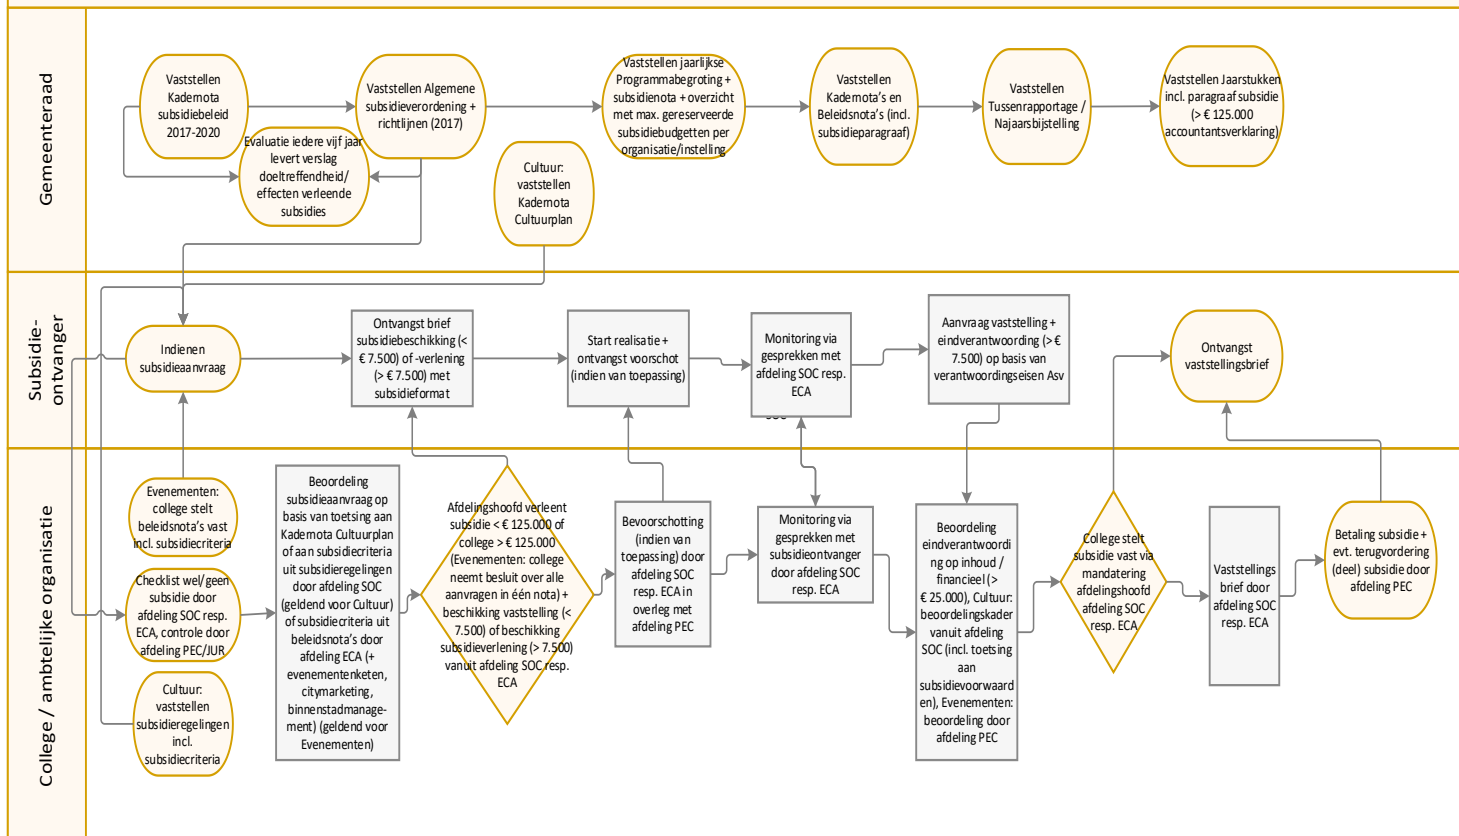 Gemeenteraad
Vaststellen
Kadernota
subsidiebeleid
2017-2020
Vaststellen Algemene
subsidieverordening +
richtlijnen (2017)
Evaluatie iedere vijf jaar
levert verslag
doeltreffendheid/
effecten verleende
subsidies
Vaststellen jaarlijkse
Programmabegroting +
subsidienota + overzicht
met max. gereserveerde
subsidiebudgetten per
organisatie/instelling
Cultuur:
vaststellen
Kadernota
Cultuurplan
Vaststellen
Kadernota's en
Beleidsnota's (incl.
subsidieparagraaf)
Vaststellen
Tussenrapportage /
Najaarsbijstelling
Vaststellen Jaarstukken
incl. paragraaf subsidie
(> € 125.000
accountantsverklaring)
Subsidie-
ontvanger
Indienen
subsidieaanvraag
Ontvangst brief
subsidiebeschikking (<
€ 7.500) of -verlening
(> € 7.500) met
subsidieformat
Start realisatie +
ontvangst voorschot
(indien van toepassing)
Monitoring via
gesprekken met
afdeling SOC resp.
ECA
Aanvraag vaststelling +
eindverantwoording (> €
7.500) op basis van
verantwoordingseisen Asv
Ontvangst
vaststellingsbrief
College / ambtelijke organisatie
Evenementen:
college stelt
beleidsnota's vast
incl. subsidiecriteria
Checklist wel/geen
subsidie door
afdeling SOC resp.
ECA, controle door
afdeling PEC/JUR
Cultuur:
vaststellen
subsidieregelingen
incl.
subsidiecriteria
Beoordeling
subsidieaanvraag op
basis van toetsing aan
Kadernota Cultuurplan
of aan subsidiecriteria
uit subsidieregelingen
door afdeling SOC
(geldend voor Cultuur)
of subsidiecriteria uit
beleidsnota's door
afdeling ECA (+
evenementenketen,
citymarketing,
binnenstadmanage-
ment) (geldend voor
Evenementen)
Afdelingshoofd verleent
subsidie < € 125.000 of
college > € 125.000
(Evenementen: college
neemt besluit over alle
aanvragen in één nota) +
beschikking vaststelling (<
7.500) of beschikking
subsidieverlening (> 7.500)
vanuit afdeling SOC resp.
ECA
Bevoorschotting
(indien van
toepassing) door
afdeling SOC
resp. ECA in
overleg met
afdeling PEC
Monitoring via
gesprekken met
subsidieontvanger
door afdeling SOC
resp. ECA
Beoordeling
eindverantwoordi
ng op inhoud /
financieel (>
€ 25.000), Cultuur:
beoordelingskader
vanuit afdeling
SOC (incl. toetsing
aan
subsidievoorwaard
en), Evenementen:
beoordeling door
afdeling PEC
College stelt
subsidie vast via
mandatering
afdelingshoofd
afdeling SOC
resp. ECA
Vaststellings
brief door
afdeling SOC
resp. ECA
Betaling subsidie +
evt. terugvordering
(deel) subsidie door
afdeling PEC